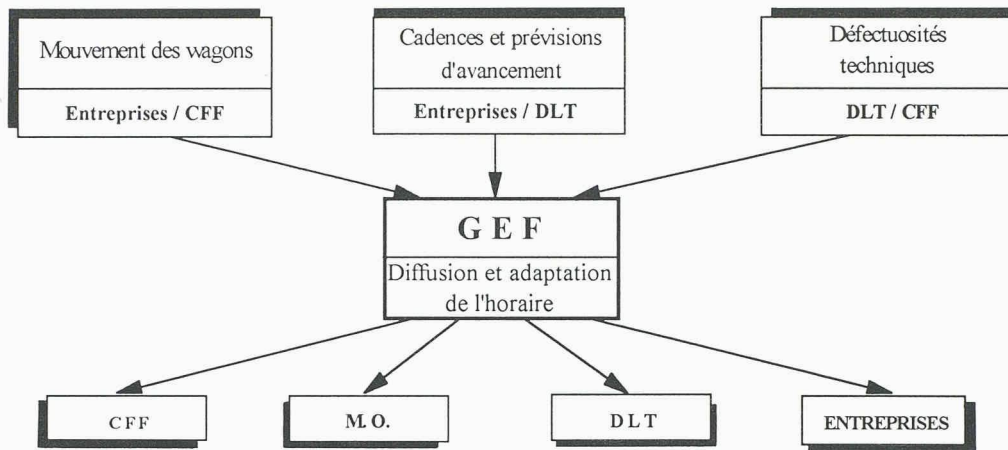 Mouvement des wagons
Entreprises / CFF
Cadences et prévisions
d'avancement
Entreprises / DLT
Défectuosités
techniques
DLT / CFF
G E F
Diffusion et adaptation
de l'horaire
CFF
M.O.
DLT
ENTREPRISES